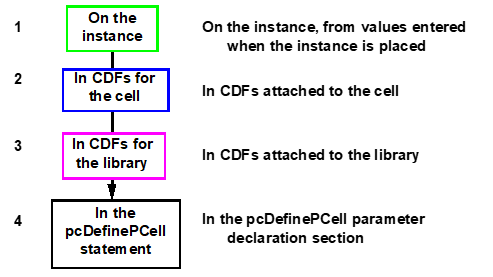 1
On the
instance
On the instance, from values entered
when the instance is placed
2
In CDFs for
the cell
In CDFs attached to the cell
3
In CDFs for
the library
In CDFs attached to the library
4
In the
pcDefinePCell
statement
In the pcDefinePCell parameter
declaration section